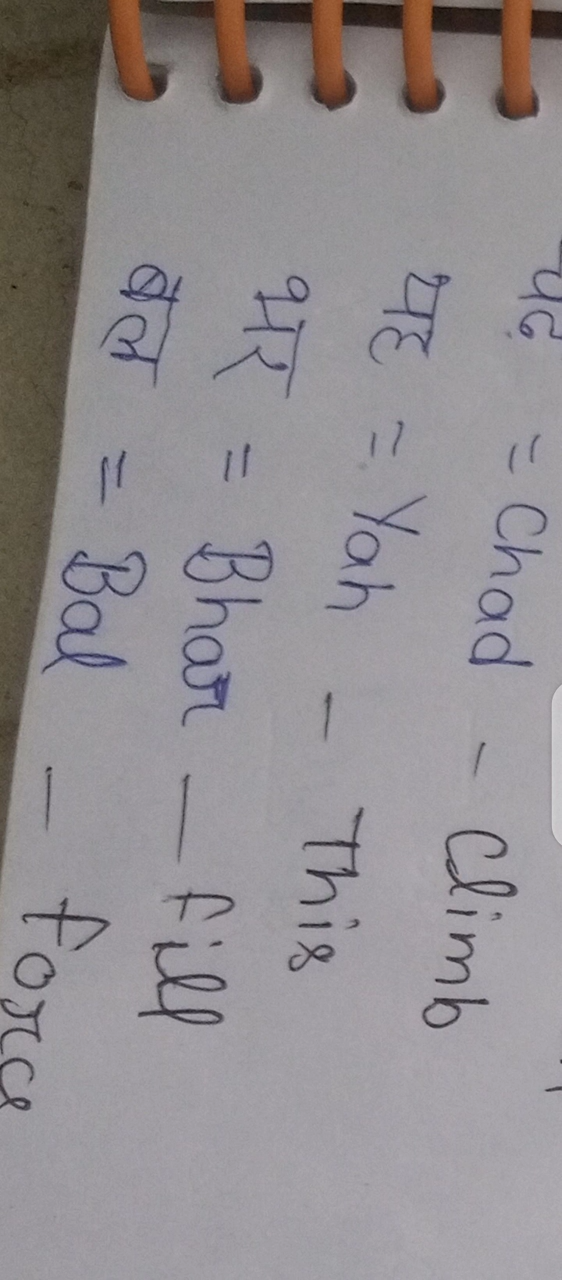 चढ़ = Chad - Climb
यह = Yah - This
भर = Bhar - fill
बल = Bal - force